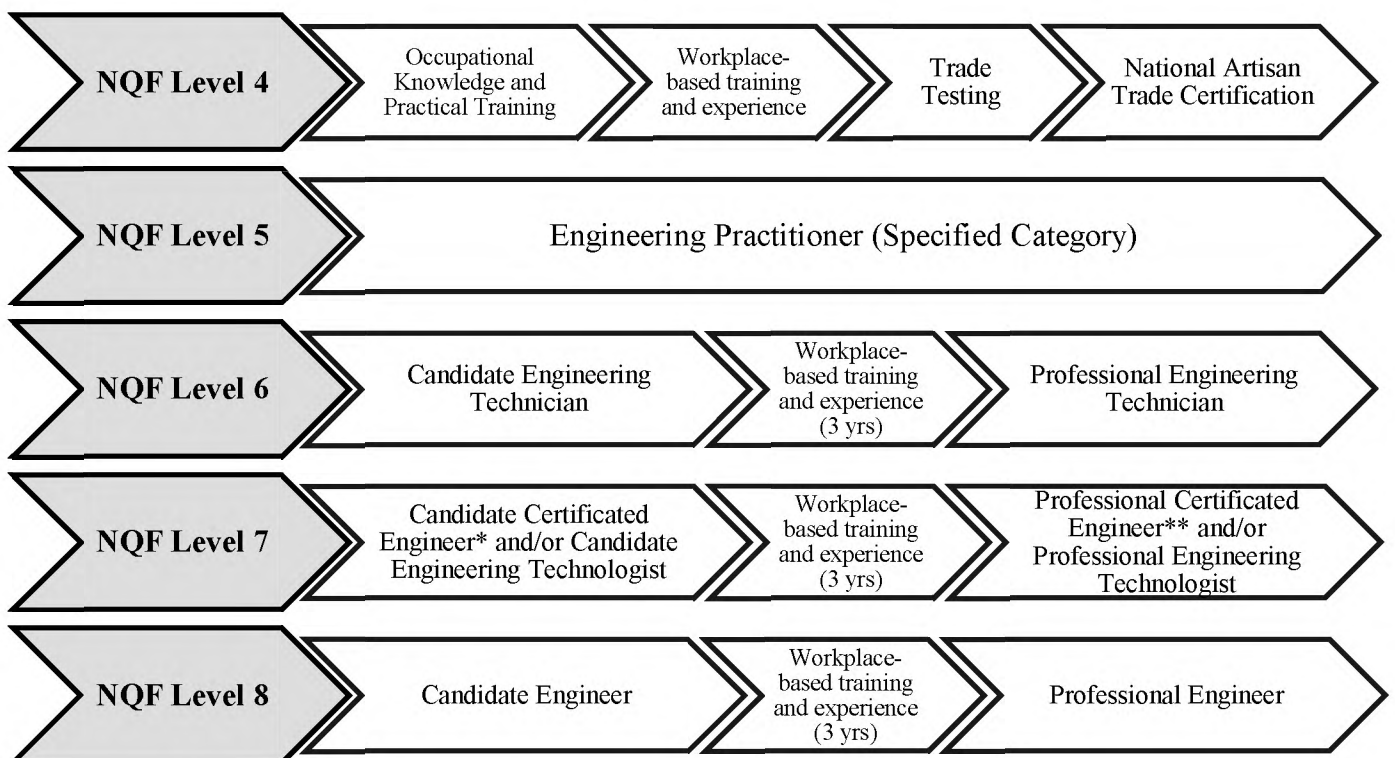 NQF Level 4
Occupational
Knowledge and
Practical Training
Workplace-
based training
and experience
Trade
Testing
National Artisan
Trade Certification
NQF Level 5
Engineering Practitioner (Specified Category)
NQF Level 6
Candidate Engineering
Technician
Workplace-
based training
and experience
(3 yrs)
Professional Engineering
Technician
NQF Level 7
Candidate Certificated
Engineer* and/or Candidate
Engineering Technologist
Workplace-
based training
and experience
(3 yrs)
Professional Certificated
Engineer** and/or
Professional Engineering
Technologist
NQF Level 8
Candidate Engineer
Workplace-
based training
and experience
(3 yrs)
Professional Engineer